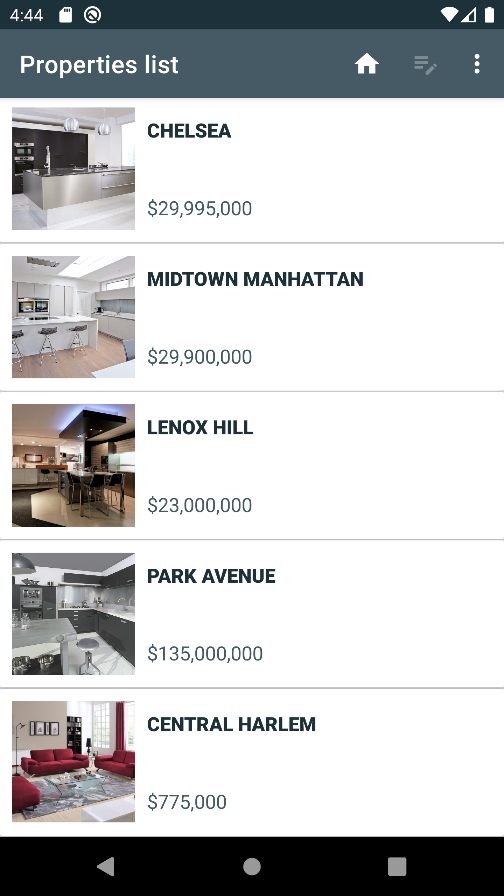 4:44
Properties list
CHELSEA
$29,995,000
MIDTOWN MANHATTAN
$29,900,000
LENOX HILL
$23,000,000
PARK AVENUE
$135,000,000
CENTRAL HARLEM
$775,000